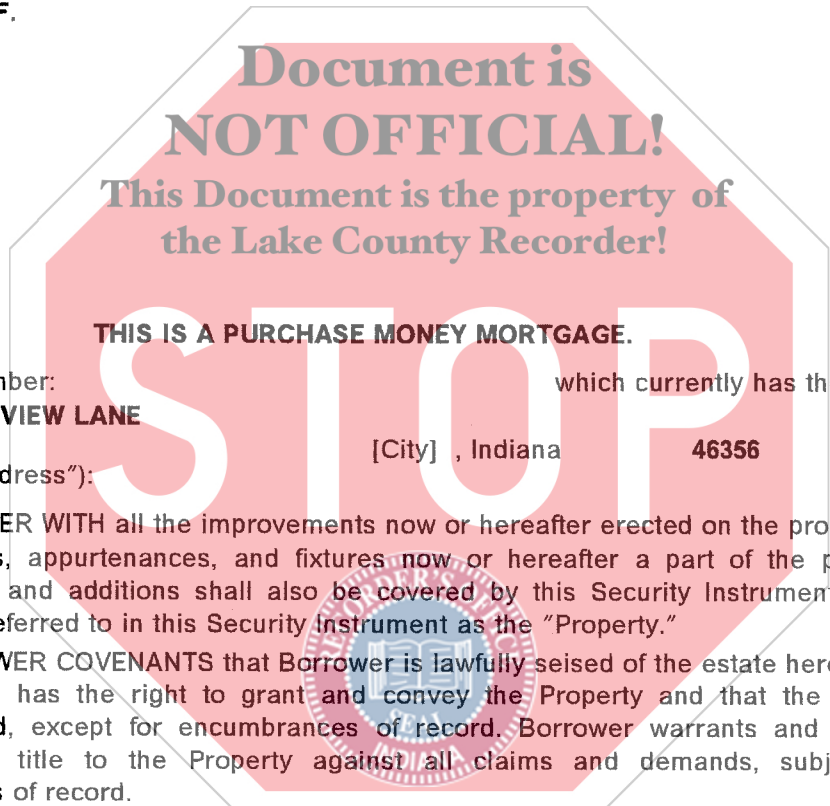 F.
Document is
NOT OFFICIAL!
This Document is the property of
the Lake County Recorder!
STOP
THIS IS A PURCHASE MONEY MORTGAGE.
nber: which currently has th
VIEW LANE
[City] , Indiana 46356
dress"):
ER WITH all the improvements now or hereafter erected on the pro
s, appurtenances, and fixtures now or hereafter a part of the p
and additions shall also be covered by this Security Instrumen
eferred to in this Security Instrument as the "Property."
WER COVENANTS that Borrower is lawfully seised of the estate here
has the right to grant and convey the Property and that the
d, except for encumbrances of record. Borrower warrants and
title to the Property against all claims and demands, subj
s of record.
RECORDER'S OFFICE
SEAL
INDIANA